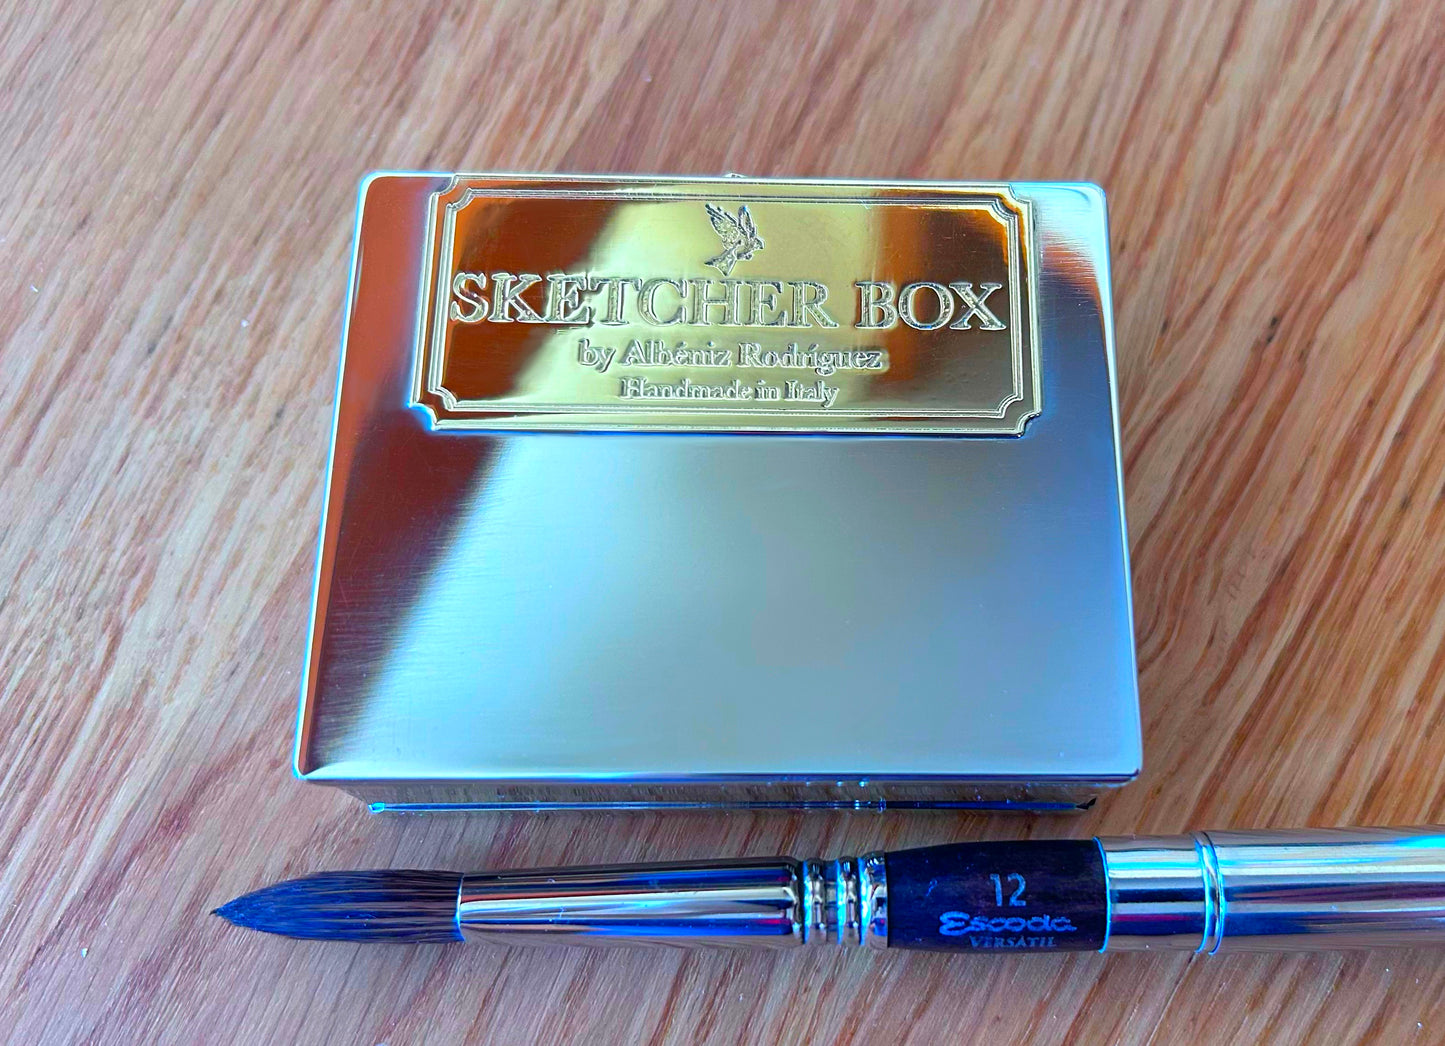 SKETCHER BOX
by Albéniz Rodríguez
Handmade in Italy
12
Escoda
VERSATIL